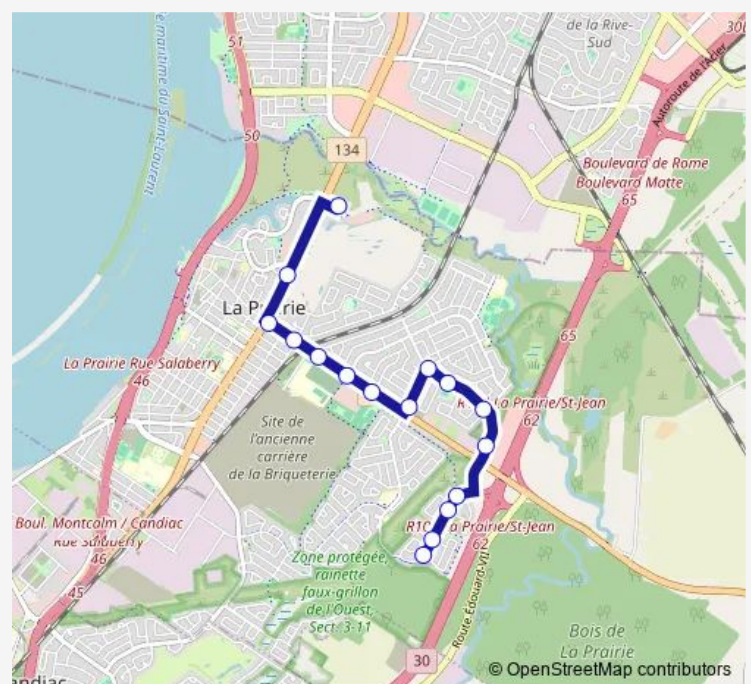 51
de la Rive-
Sud
30
Autoroute de l'Acier
e maritime du Saint-Laurent
50
134
Boulevard de Rome
Boulevard Matte
65
La Prairie
65
La Prairie Rue Salaberry
46
La Prairie/St-Jean
62
Site de
l'ancienne
carrière
de la Briqueterie
Boul. Montcalm / Candiac
Rue Salaberry
46
La Prairie/St-Jean
62
Zone protégée,
rainette
faux-grillon
de l'Ouest,
Sect. 3-11
45
Route Édouard-VII
Bois de
La Prairie
30
© OpenStreetMap contributors
ndiac